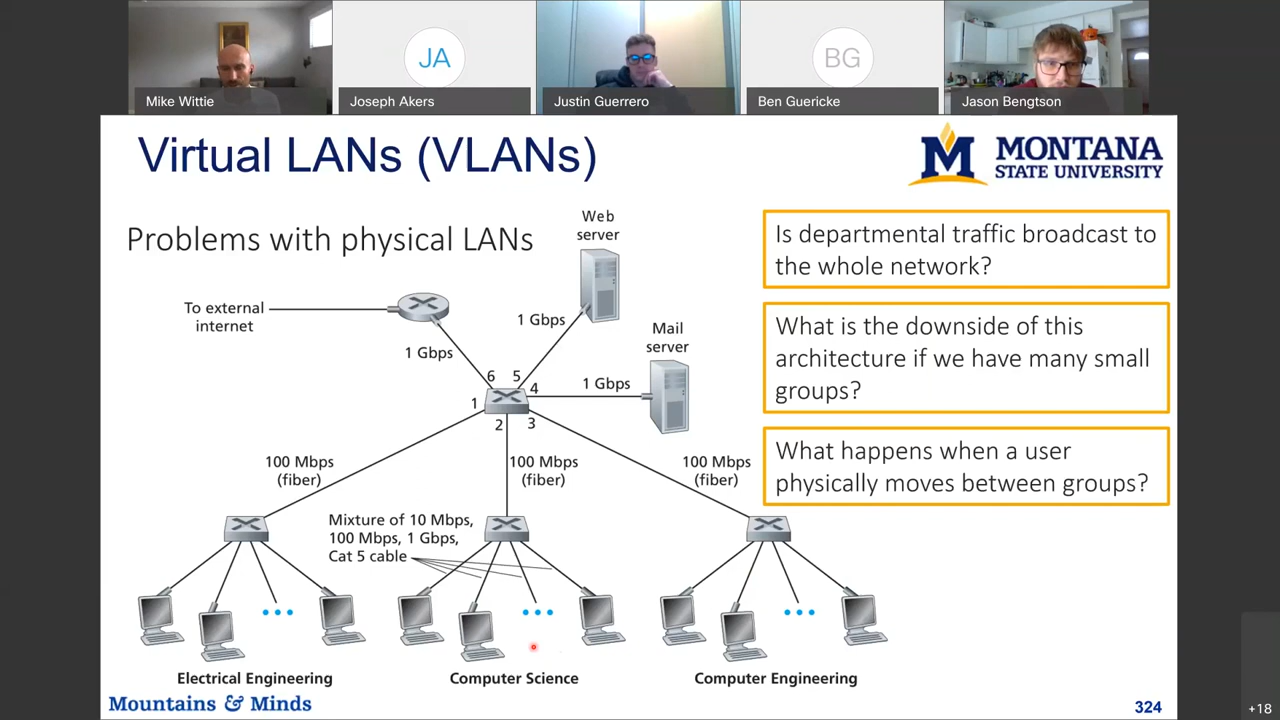 JA
BG
Mike Wittie
Joseph Akers
Justin Guerrero
Ben Guericke
Jason Bengtson
Virtual LANs (VLANs)
M MONTANA
STATE UNIVERSITY
Problems with physical LANs
Web
server
To external
internet
1 Gbps
1 Gbps
Mail
server
1 Gbps
6
5
4
1
2
3
100 Mbps
(fiber)
100 Mbps
(fiber)
100 Mbps
(fiber)
Mixture of 10 Mbps,
100 Mbps, 1 Gbps,
Cat 5 cable
Electrical Engineering
Computer Science
Computer Engineering
Is departmental traffic broadcast to
the whole network?
What is the downside of this
architecture if we have many small
groups?
What happens when a user
physically moves between groups?
Mountains & Minds
324
+18